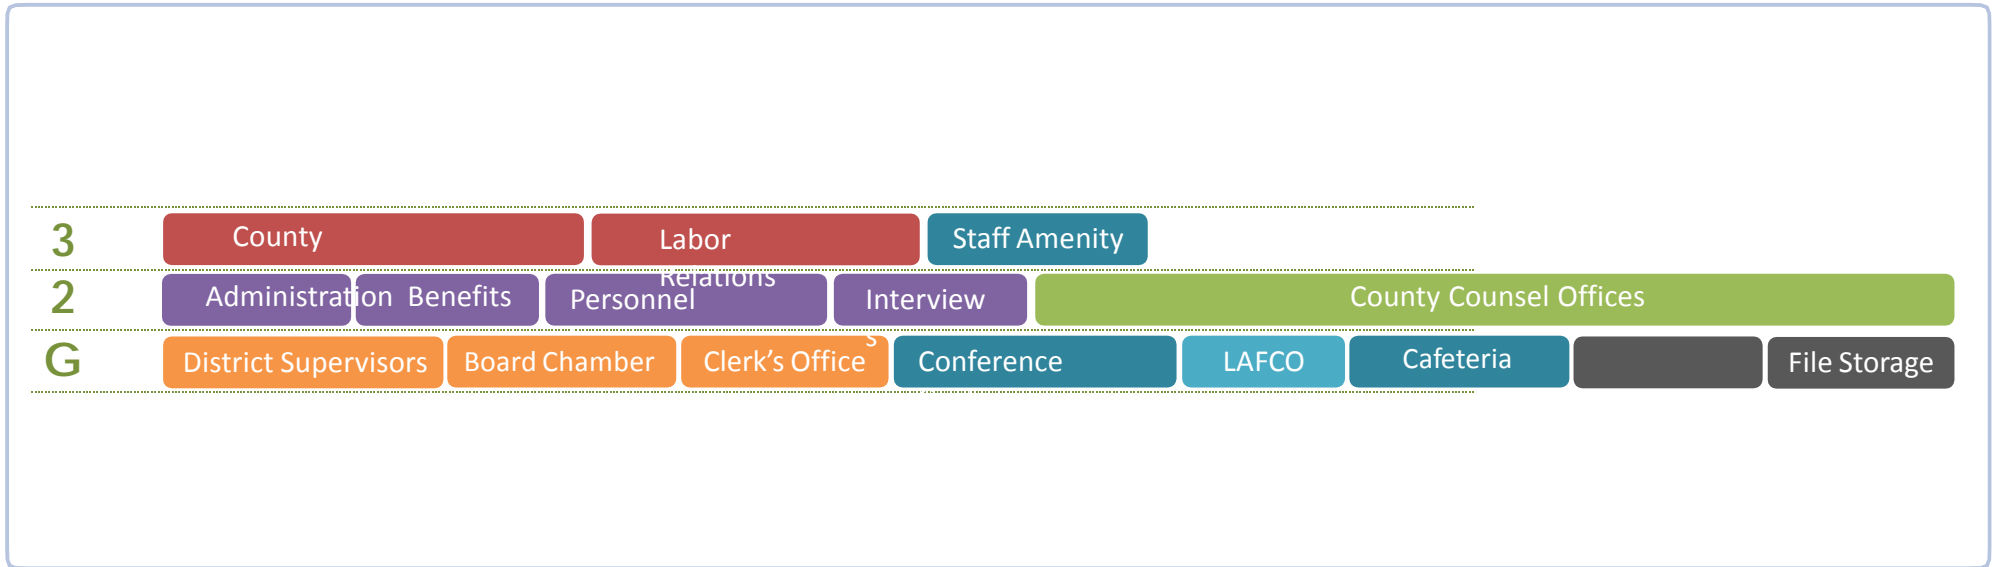 3 County Labor Staff Amenity
Relations
2 Administration Benefits Personnel Interview County Counsel Offices
s
G District Supervisors Board Chamber Clerk’s Office Conference LAFCO Cafeteria File Storage